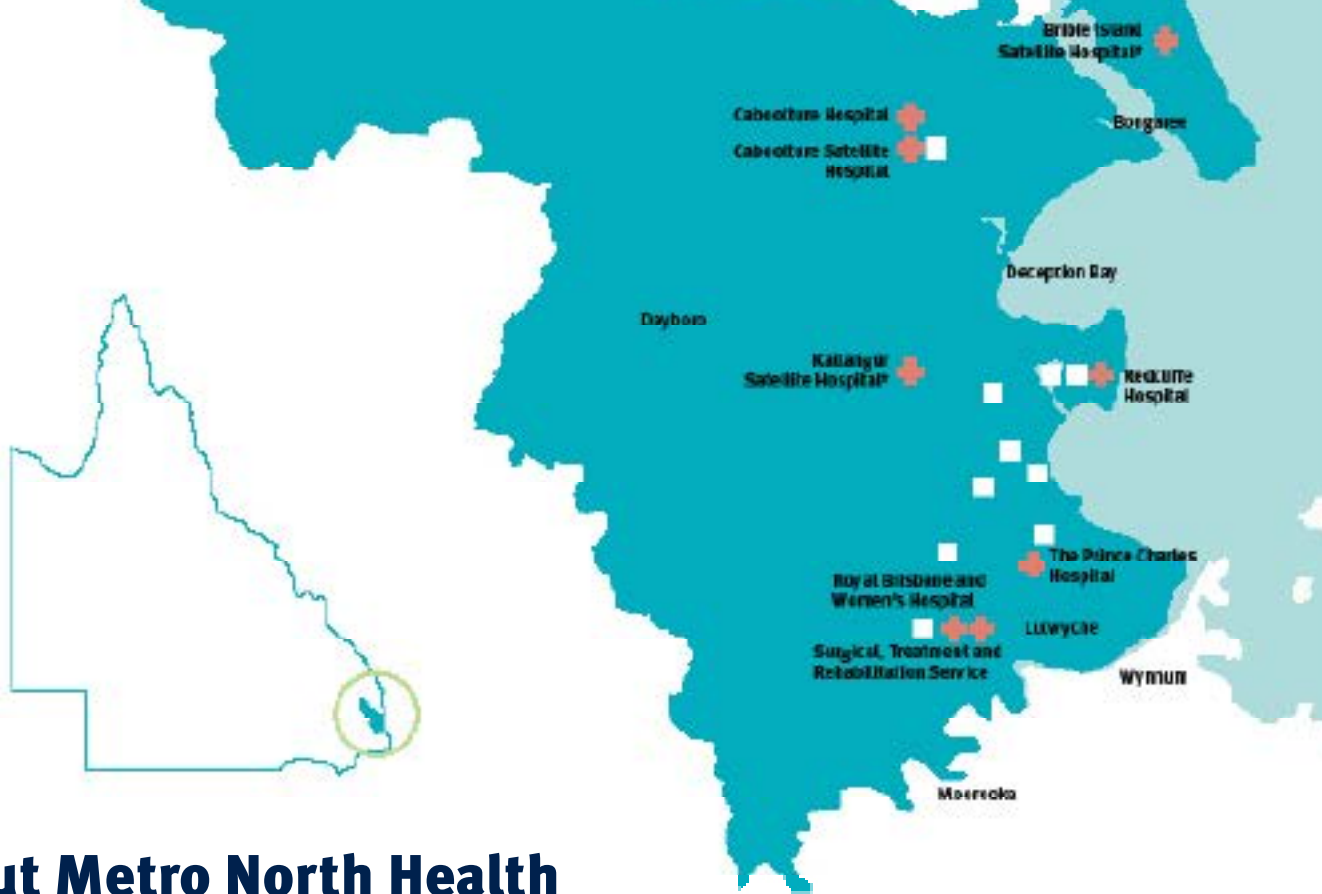 Bribie Island
Satellite Hospital*
Caboolture Hospital
Bongaree
Caboolture Satellite
Hospital
Deception Bay
Dayboro
Kallangur
Satellite Hospital*
Redcliffe
Hospital
The Prince Charles
Hospital
Royal Brisbane and
Women's Hospital
Lutwyche
Surgical, Treatment and
Rehabilitation Service
Wynnum
Moorooka
ut Metro North Health